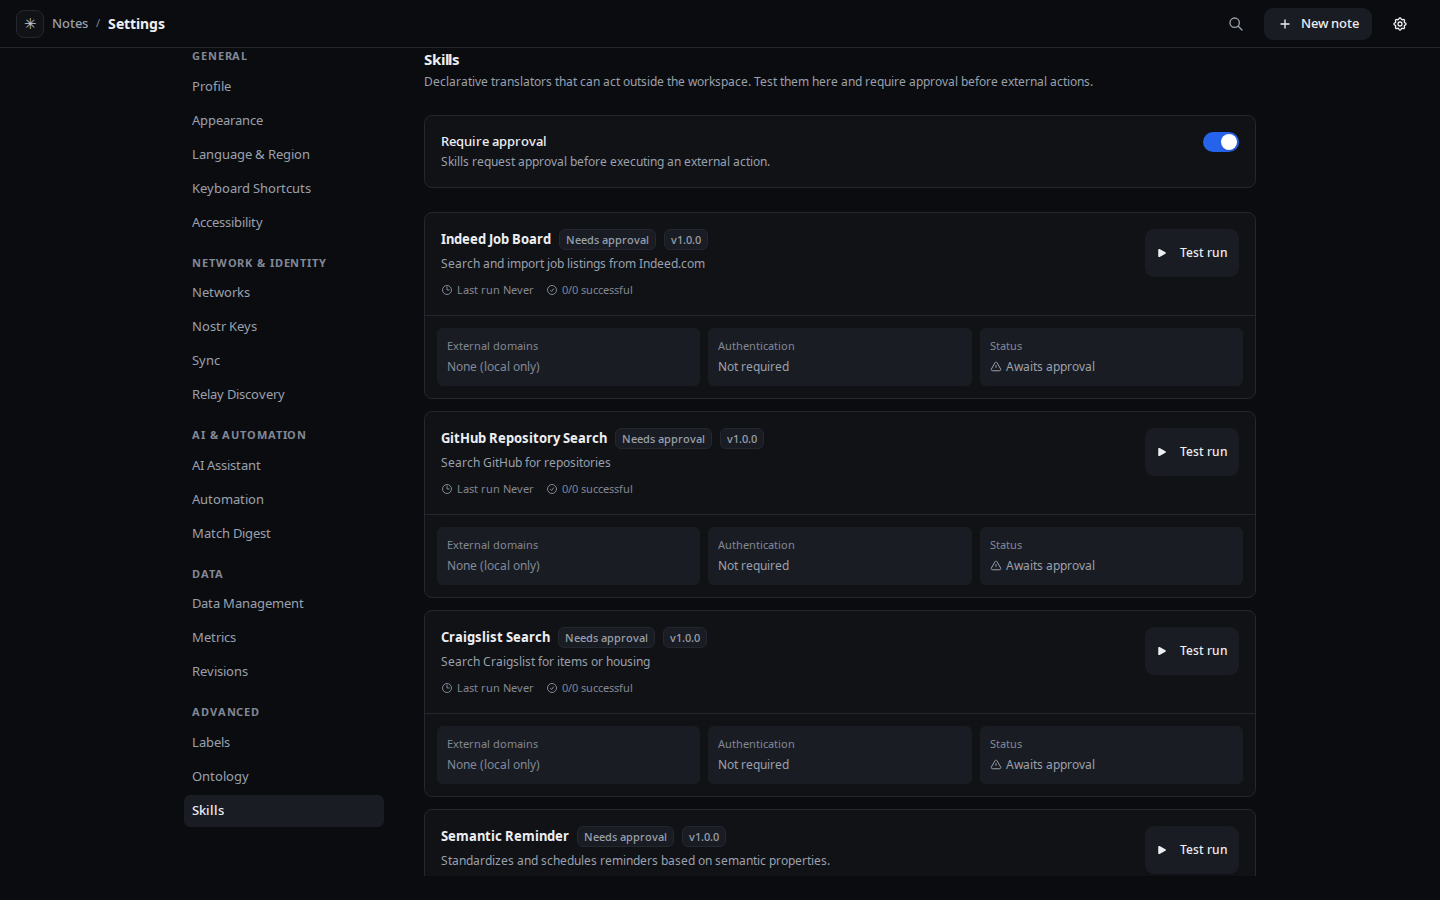 Notes / Settings
New note
GENERAL
Profile
Appearance
Language & Region
Keyboard Shortcuts
Accessibility
NETWORK & IDENTITY
Networks
Nostr Keys
Sync
Relay Discovery
AI & AUTOMATION
AI Assistant
Automation
Match Digest
DATA
Data Management
Metrics
Revisions
ADVANCED
Labels
Ontology
Skills
Skills
Declarative translators that can act outside the workspace. Test them here and require approval before external actions.
Require approval
Skills request approval before executing an external action.
Indeed Job Board Needs approval v1.0.0
Test run
Search and import job listings from Indeed.com
Last run Never 0/0 successful
External domains
None (local only)
Authentication
Not required
Status
Awaits approval
GitHub Repository Search Needs approval v1.0.0
Test run
Search GitHub for repositories
Last run Never 0/0 successful
External domains
None (local only)
Authentication
Not required
Status
Awaits approval
Craigslist Search Needs approval v1.0.0
Test run
Search Craigslist for items or housing
Last run Never 0/0 successful
External domains
None (local only)
Authentication
Not required
Status
Awaits approval
Semantic Reminder Needs approval v1.0.0
Test run
Standardizes and schedules reminders based on semantic properties.